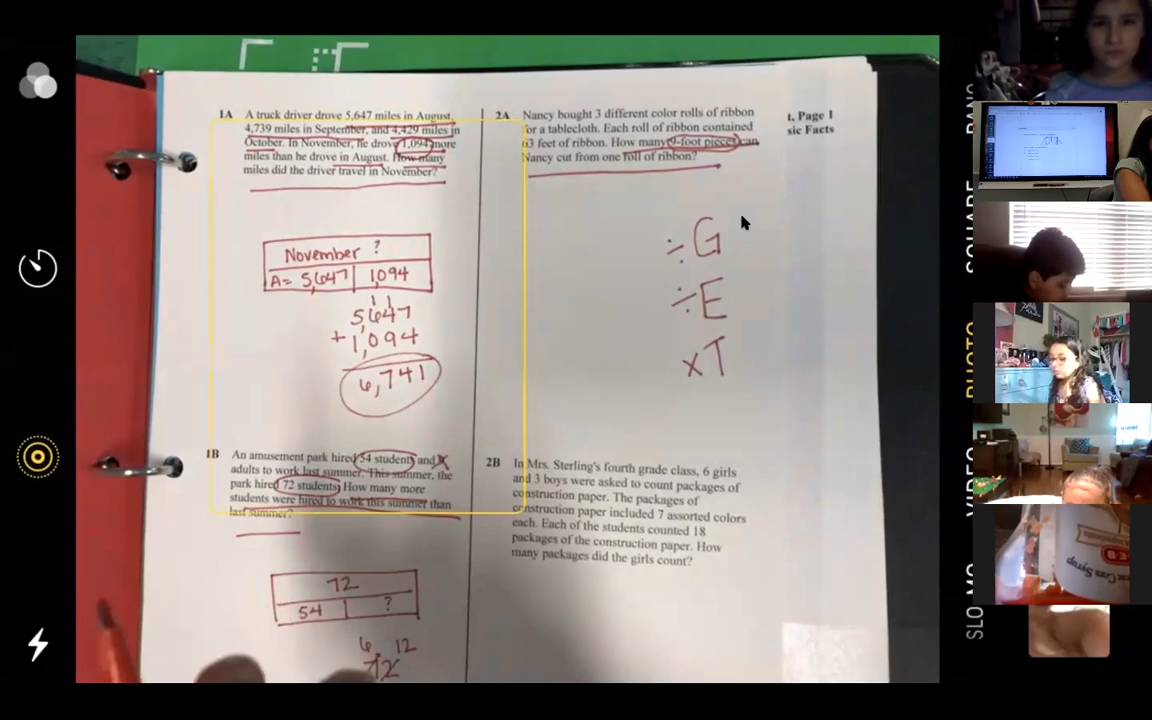 1A A truck driver drove 5,647 miles in August,
4,739 miles in September, and 4,429 miles in
October. In November, he drove 1,094 more
miles than he drove in August. How many
miles did the driver travel in November?
November ?
A= 5,647 1,094
1 1
5,647
+1,094
6,741
1B An amusement park hired 54 students and
adults to work last summer. This summer, the
park hired 72 students. How many more
students were hired to work this summer than
last summer?
72
54 ?
6 12
72
2A Nancy bought 3 different color rolls of ribbon
for a tablecloth. Each roll of ribbon contained
63 feet of ribbon. How many 9-foot pieces can
Nancy cut from one roll of ribbon?
÷G
÷E
xT
2B In Mrs. Sterling's fourth grade class, 6 girls
and 3 boys were asked to count packages of
construction paper. The packages of
construction paper included 7 assorted colors
each. Each of the students counted 18
packages of the construction paper. How
many packages did the girls count?
t, Page 1
sic Facts
PANO
SQUARE
PHOTO
VIDEO
SLO-MO